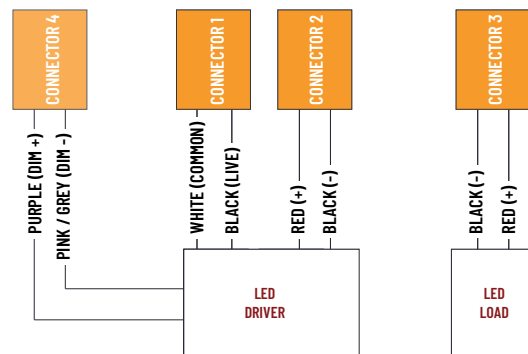 CONNECTOR 4
CONNECTOR 1
CONNECTOR 2
CONNECTOR 3
PURPLE (DIM +)
PINK / GREY (DIM -)
WHITE (COMMON)
BLACK (LIVE)
RED (+)
BLACK (-)
BLACK (-)
RED (+)
LED
DRIVER
LED
LOAD